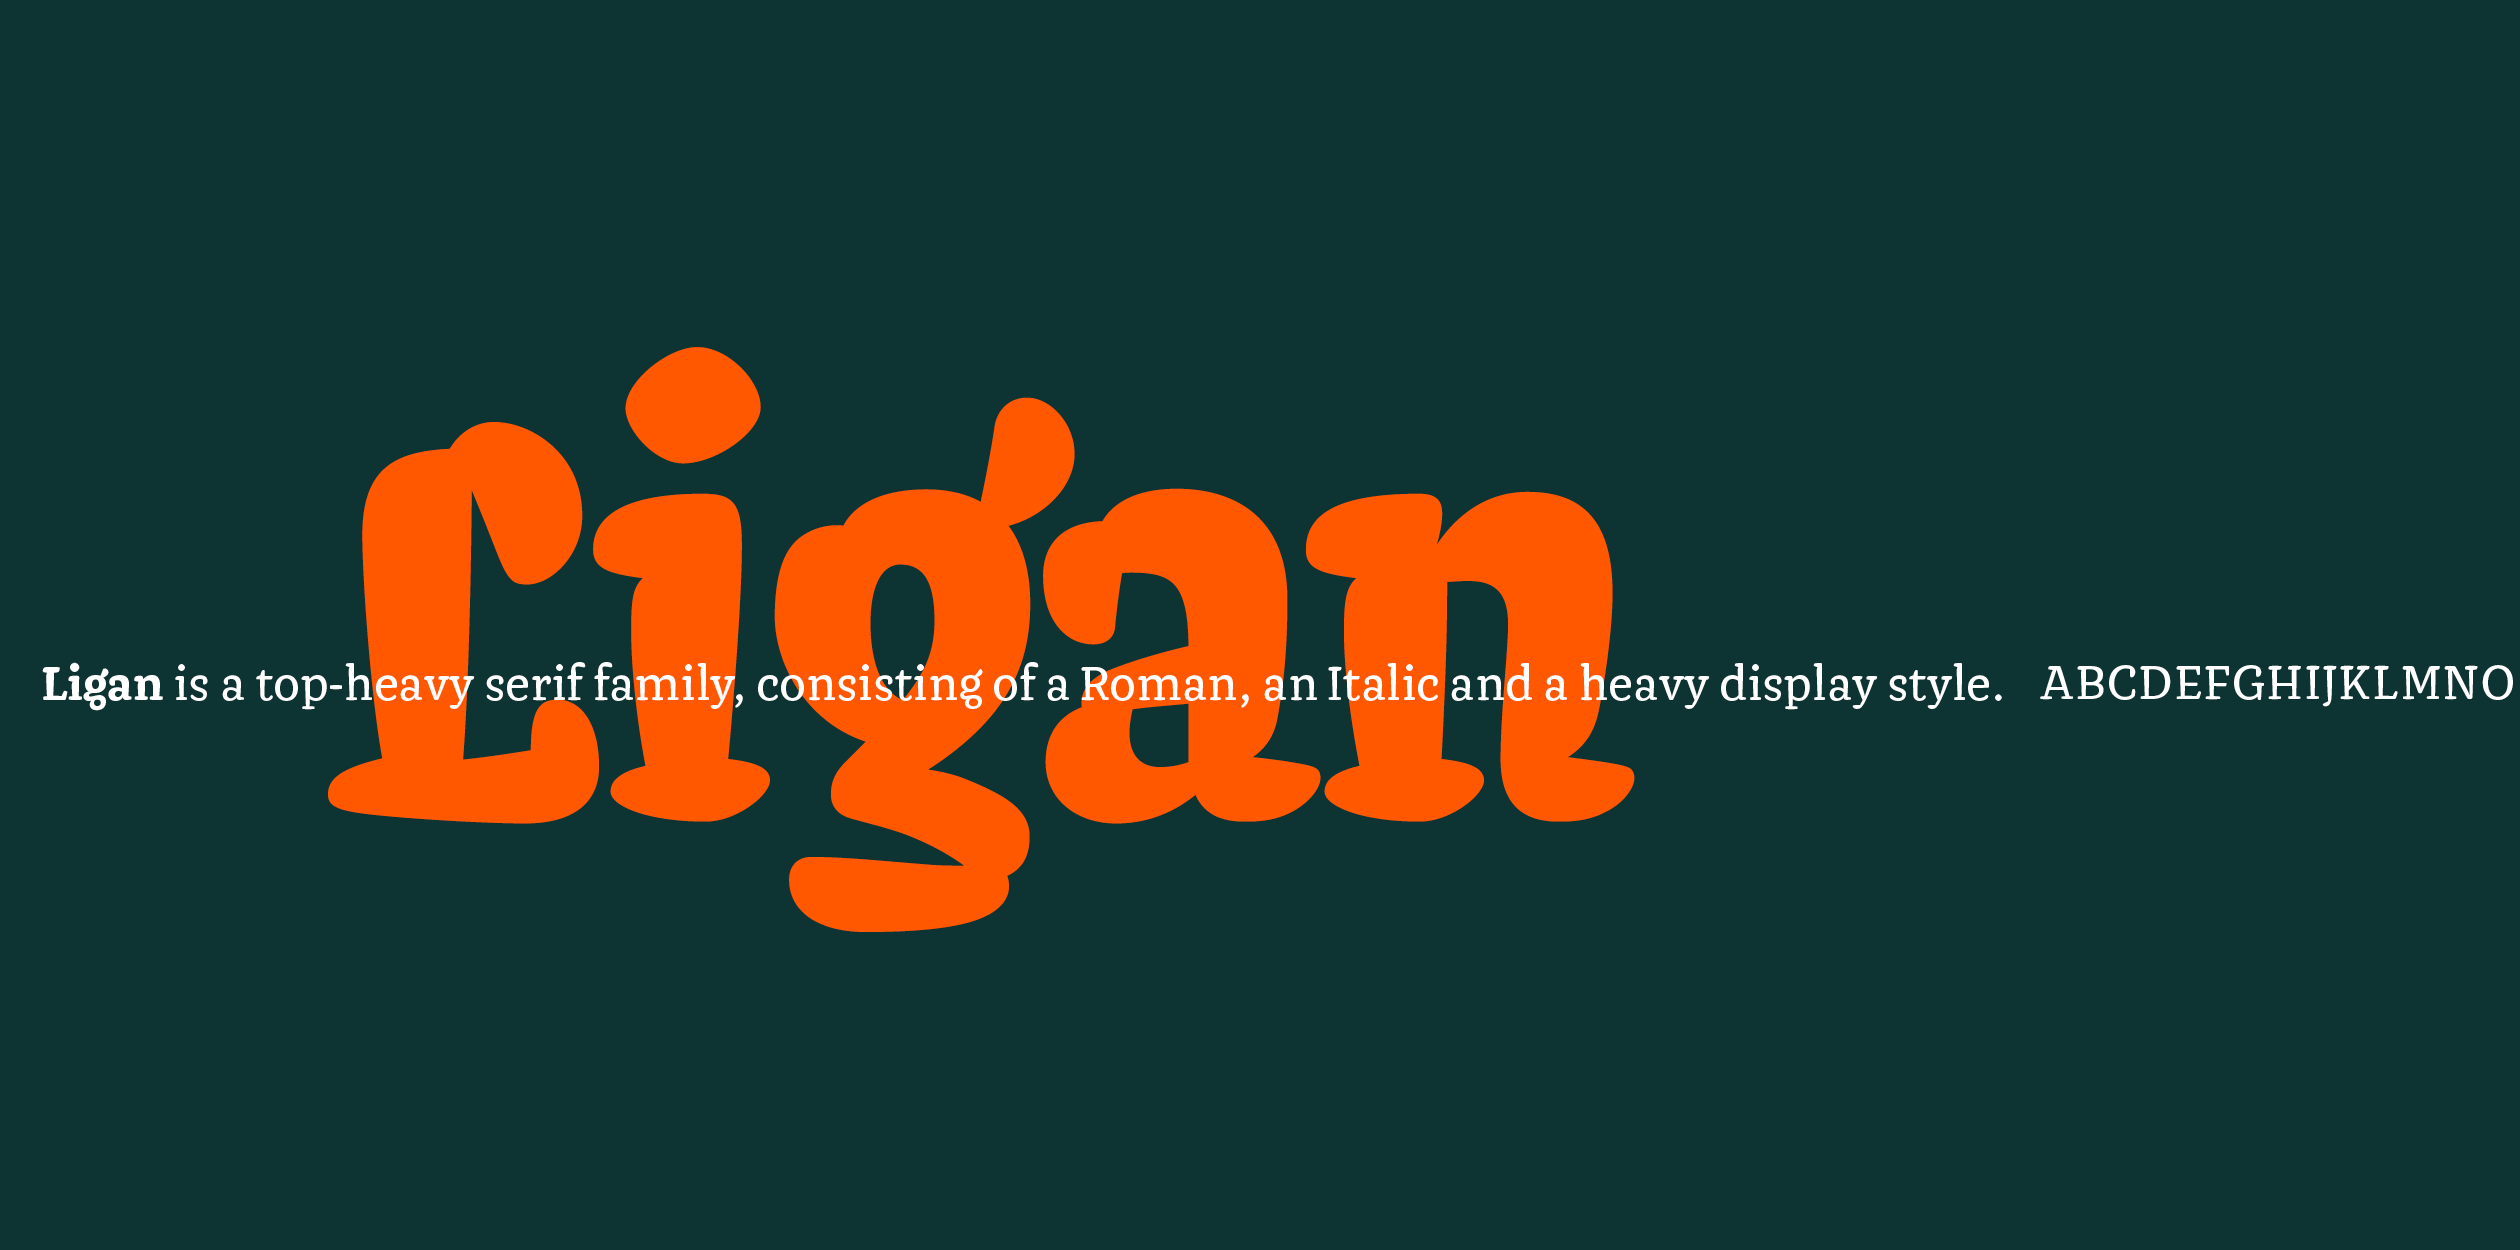 Ligan
Ligan is a top-heavy serif family, consisting of a Roman, an Italic and a heavy display style. ABCDEFGHIJKLMNO